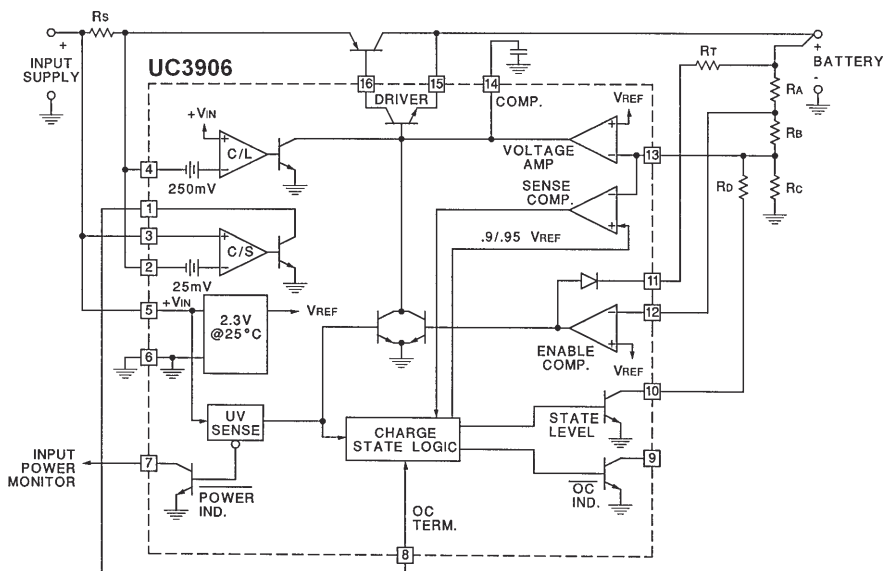 Rs
+
INPUT
SUPPLY
-
UC3906
16
DRIVER
15
14
COMP.
RT
+
BATTERY
-
RA
RB
RC
RD
+VIN
+
C/L
-
4
250mV
VREF
+
-
VOLTAGE
AMP
13
SENSE
COMP.
-
+
.9/.95 VREF
1
3
+
C/S
-
2
25mV
11
5
+VIN
2.3V
@25°C
VREF
12
-
+
ENABLE
COMP.
VREF
6
10
STATE
LEVEL
UV
SENSE
CHARGE
STATE LOGIC
INPUT
POWER
MONITOR
7
POWER
IND.
9
OC
IND.
OC
TERM.
8